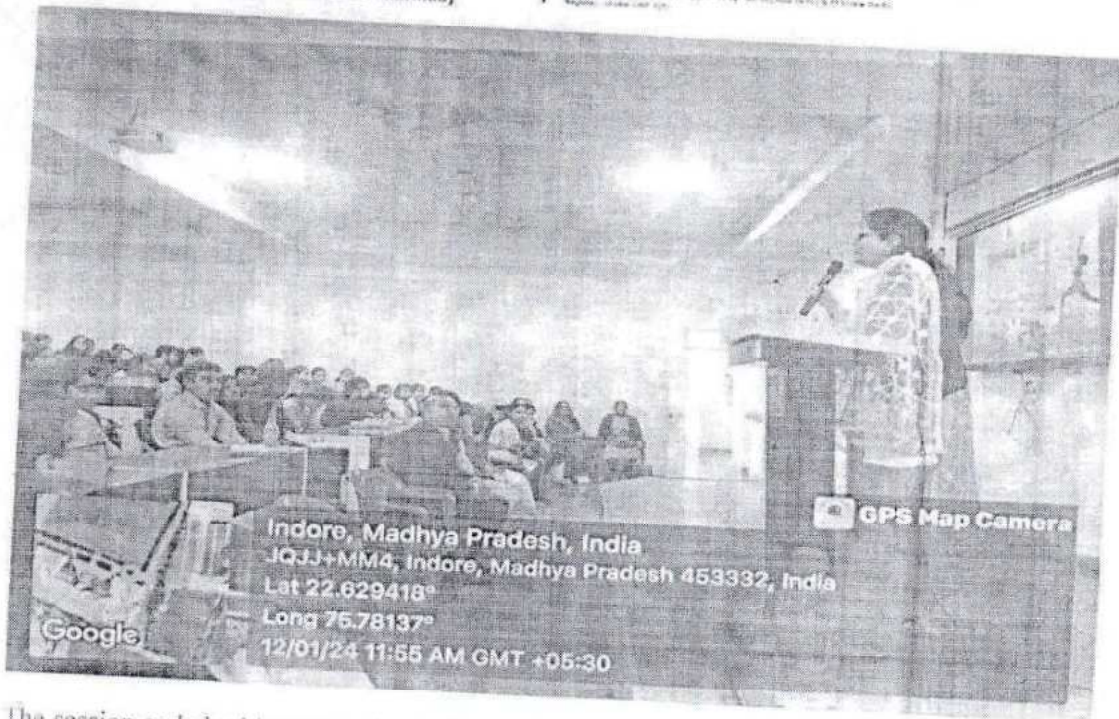 GPS Map Camera
Indore, Madhya Pradesh, India
JQJJ+MM4, Indore, Madhya Pradesh 453332, India
Lat 22.629418°
Long 75.78137°
12/01/24 11:55 AM GMT +05:30
Google
The session ended